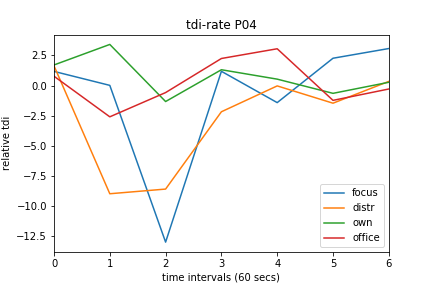 tdi-rate P04
relative tdi
2.5
0.0
−2.5
−5.0
−7.5
−10.0
−12.5
0 1 2 3 4 5 6
time intervals (60 secs)
focus
distr
own
office